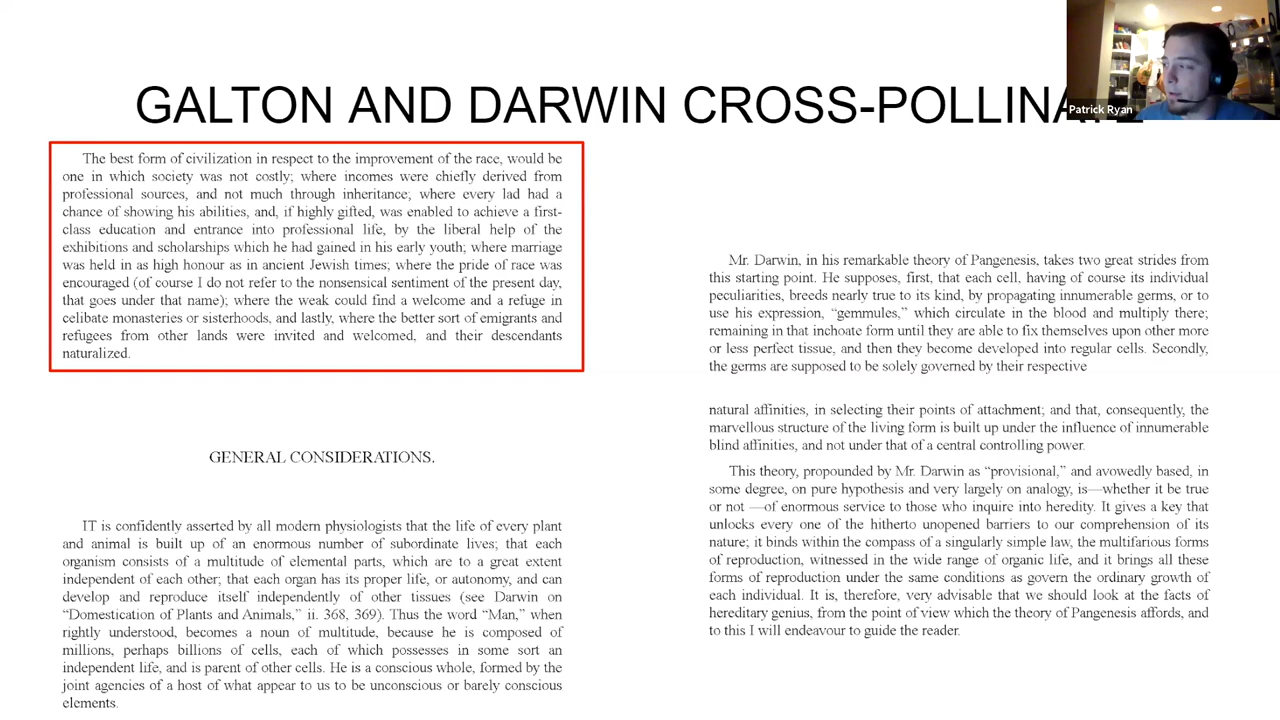 GALTON AND DARWIN CROSS-POLLINATE
Patrick Ryan
The best form of civilization in respect to the improvement of the race, would be
one in which society was not costly; where incomes were chiefly derived from
professional sources, and not much through inheritance; where every lad had a
chance of showing his abilities, and, if highly gifted, was enabled to achieve a first-
class education and entrance into professional life, by the liberal help of the
exhibitions and scholarships which he had gained in his early youth; where marriage
was held in as high honour as in ancient Jewish times; where the pride of race was
encouraged (of course I do not refer to the nonsensical sentiment of the present day,
that goes under that name); where the weak could find a welcome and a refuge in
celibate monasteries or sisterhoods, and lastly, where the better sort of emigrants and
refugees from other lands were invited and welcomed, and their descendants
naturalized.
GENERAL CONSIDERATIONS.
IT is confidently asserted by all modern physiologists that the life of every plant
and animal is built up of an enormous number of subordinate lives; that each
organism consists of a multitude of elemental parts, which are to a great extent
independent of each other; that each organ has its proper life, or autonomy, and can
develop and reproduce itself independently of other tissues (see Darwin on
“Domestication of Plants and Animals,” ii. 368, 369). Thus the word “Man,” when
rightly understood, becomes a noun of multitude, because he is composed of
millions, perhaps billions of cells, each of which possesses in some sort an
independent life, and is parent of other cells. He is a conscious whole, formed by the
joint agencies of a host of what appear to us to be unconscious or barely conscious
elements.
Mr. Darwin, in his remarkable theory of Pangenesis, takes two great strides from
this starting point. He supposes, first, that each cell, having of course its individual
peculiarities, breeds nearly true to its kind, by propagating innumerable germs, or to
use his expression, “gemmules,” which circulate in the blood and multiply there;
remaining in that inchoate form until they are able to fix themselves upon other more
or less perfect tissue, and then they become developed into regular cells. Secondly,
the germs are supposed to be solely governed by their respective
natural affinities, in selecting their points of attachment; and that, consequently, the
marvellous structure of the living form is built up under the influence of innumerable
blind affinities, and not under that of a central controlling power.
This theory, propounded by Mr. Darwin as “provisional,” and avowedly based, in
some degree, on pure hypothesis and very largely on analogy, is—whether it be true
or not —of enormous service to those who inquire into heredity. It gives a key that
unlocks every one of the hitherto unopened barriers to our comprehension of its
nature; it binds within the compass of a singularly simple law, the multifarious forms
of reproduction, witnessed in the wide range of organic life, and it brings all these
forms of reproduction under the same conditions as govern the ordinary growth of
each individual. It is, therefore, very advisable that we should look at the facts of
hereditary genius, from the point of view which the theory of Pangenesis affords, and
to this I will endeavour to guide the reader.